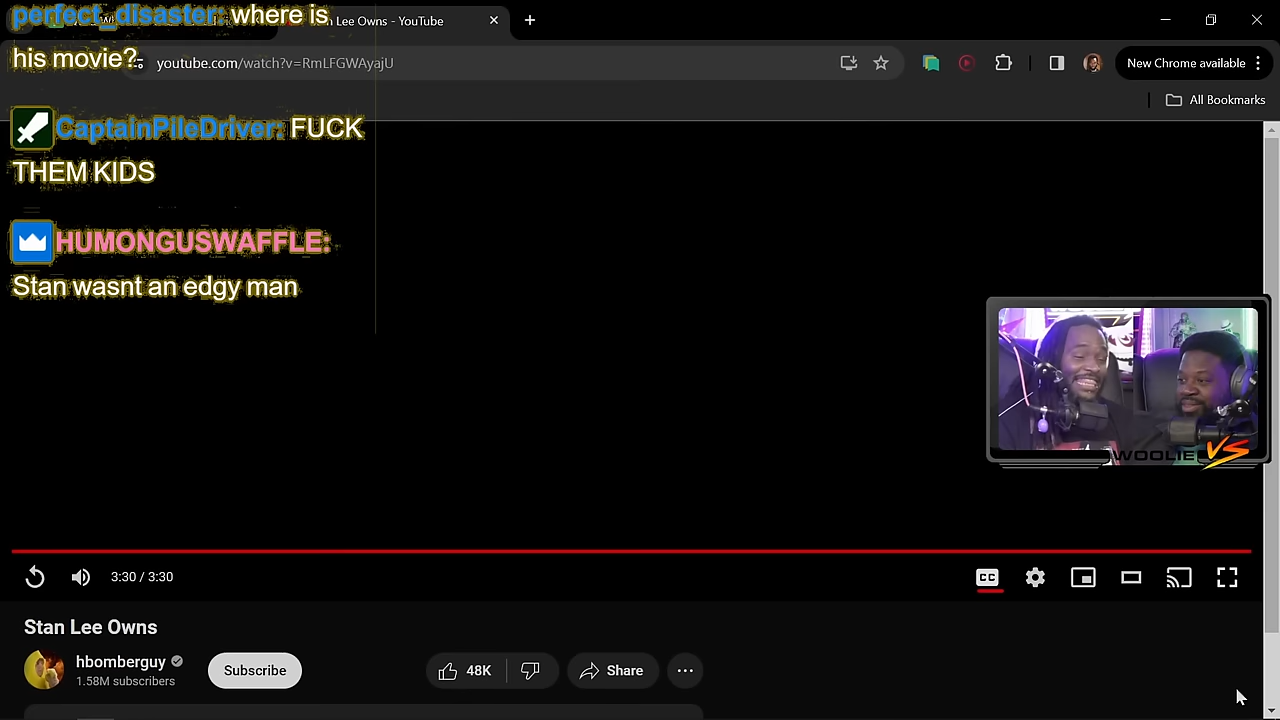 perfect_disaster: where is
his movie?
an Lee Owns - YouTube
youtube.com/watch?v=RmLFGWAyajU
New Chrome available
All Bookmarks
CaptainPileDriver: FUCK
THEM KIDS
HUMONGUSWAFFLE:
Stan wasnt an edgy man
WOOLIE VS
3:30 / 3:30
CC
Stan Lee Owns
hbomberguy
1.58M subscribers
Subscribe
48K
Share